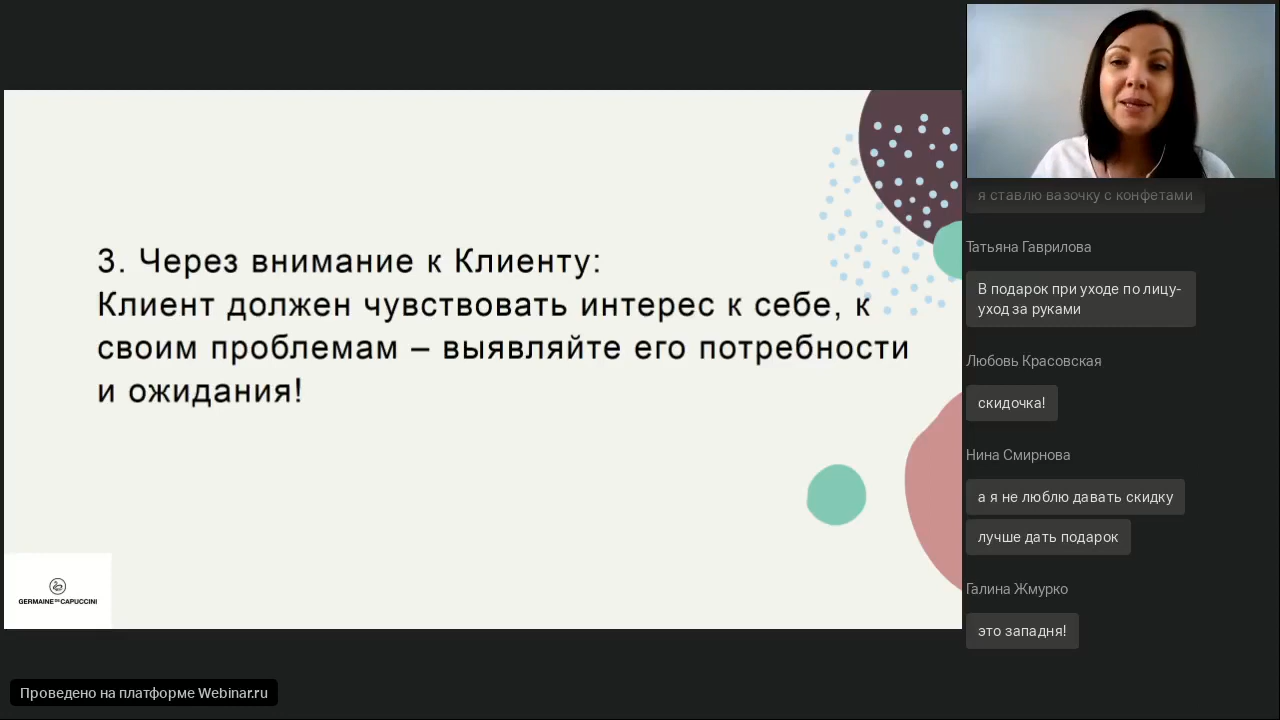 3. Через внимание к Клиенту:
Клиент должен чувствовать интерес к себе, к
своим проблемам – выявляйте его потребности
и ожидания!
GERMAINE DE CAPUCCINI
я ставлю вазочку с конфетами
Татьяна Гаврилова
В подарок при уходе по лицу-
уход за руками
Любовь Красовская
скидочка!
Нина Смирнова
а я не люблю давать скидку
лучше дать подарок
Галина Жмурко
это западня!
Проведено на платформе Webinar.ru